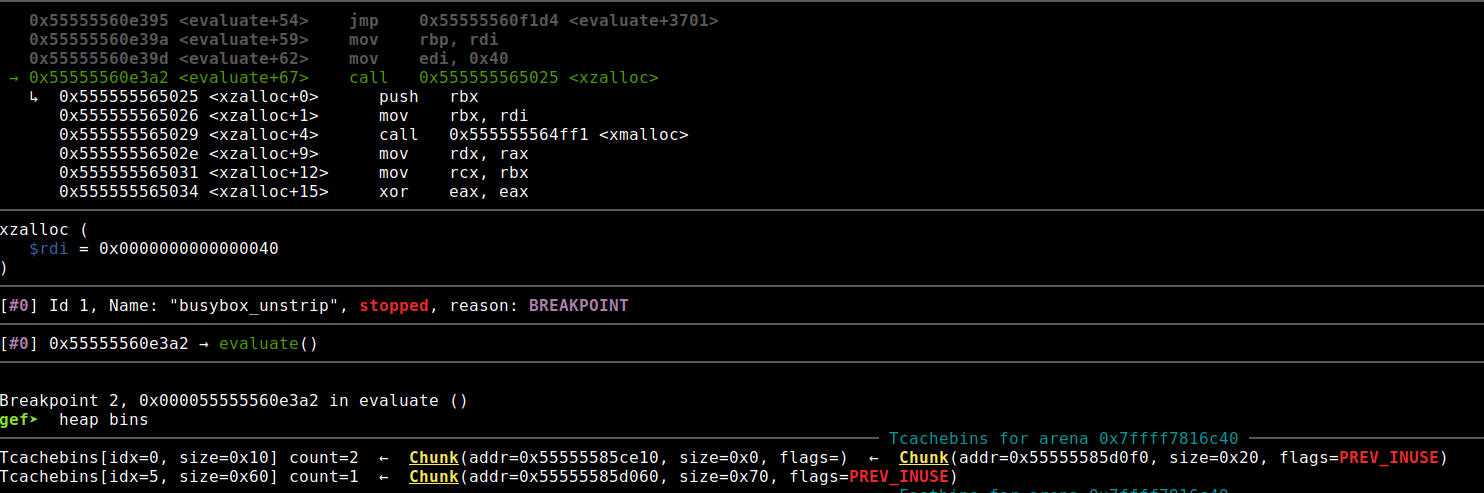 0x55555560e395 <evaluate+54> jmp 0x55555560f1d4 <evaluate+3701>
0x55555560e39a <evaluate+59> mov rbp, rdi
0x55555560e39d <evaluate+62> mov edi, 0x40
→ 0x55555560e3a2 <evaluate+67> call 0x555555565025 <xzalloc>
↳ 0x555555565025 <xzalloc+0> push rbx
0x555555565026 <xzalloc+1> mov rbx, rdi
0x555555565029 <xzalloc+4> call 0x555555564ff1 <xmalloc>
0x55555556502e <xzalloc+9> mov rdx, rax
0x555555565031 <xzalloc+12> mov rcx, rbx
0x555555565034 <xzalloc+15> xor eax, eax
xzalloc (
$rdi = 0x0000000000000040
)
[#0] Id 1, Name: "busybox_unstrip", stopped, reason: BREAKPOINT
[#0] 0x55555560e3a2 → evaluate()
Breakpoint 2, 0x000055555560e3a2 in evaluate ()
gef➤ heap bins
Tcachebins for arena 0x7ffff7816c40
Tcachebins[idx=0, size=0x10] count=2 ← Chunk(addr=0x55555585ce10, size=0x0, flags=) ← Chunk(addr=0x55555585d0f0, size=0x20, flags=PREV_INUSE)
Tcachebins[idx=5, size=0x60] count=1 ← Chunk(addr=0x55555585d060, size=0x70, flags=PREV_INUSE)
Fastbins for arena 0x7ffff7816c40